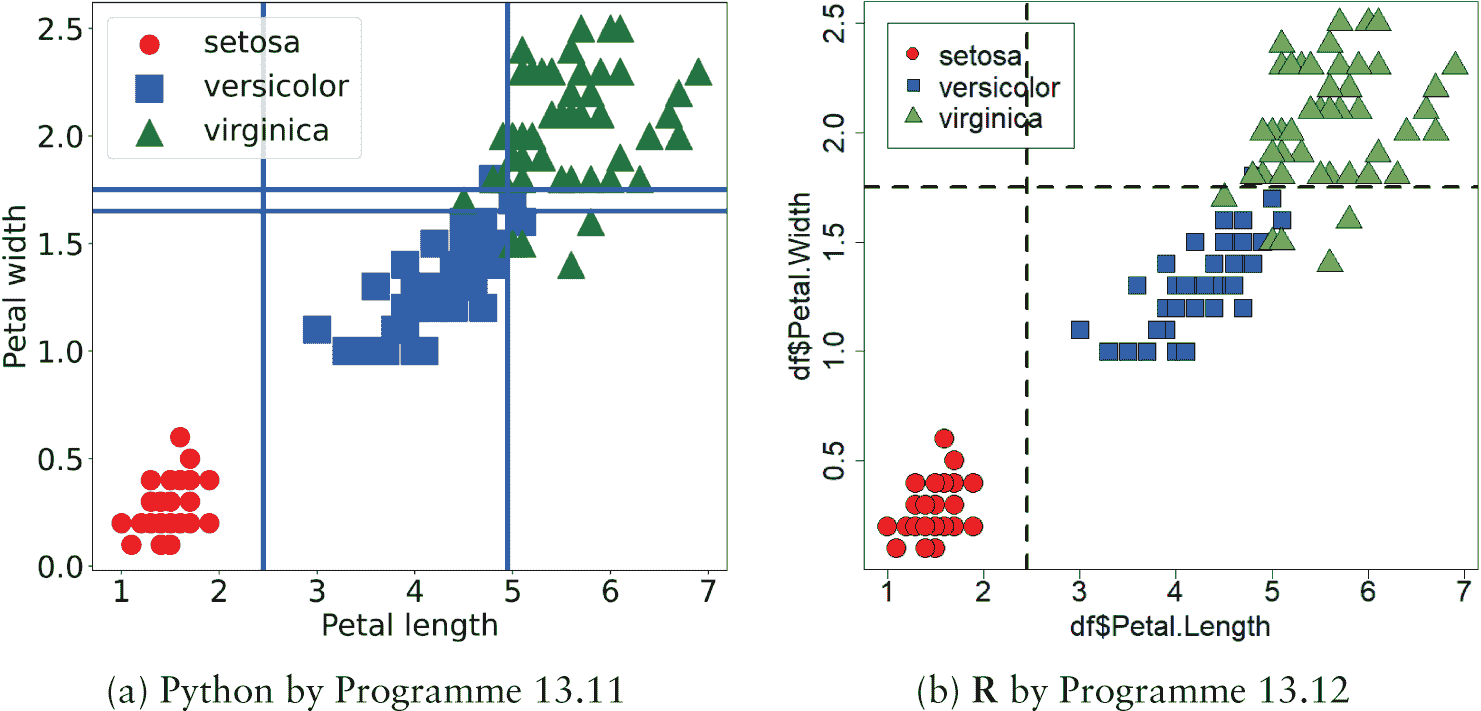 setosa
versicolor
virginica
2.5
2.0
1.5
1.0
0.5
0.0
Petal width
1 2 3 4 5 6 7
Petal length
(a) Python by Programme 13.11
setosa
versicolor
virginica
2.5
2.0
1.5
1.0
0.5
df$Petal.Width
1 2 3 4 5 6 7
df$Petal.Length
(b) R by Programme 13.12